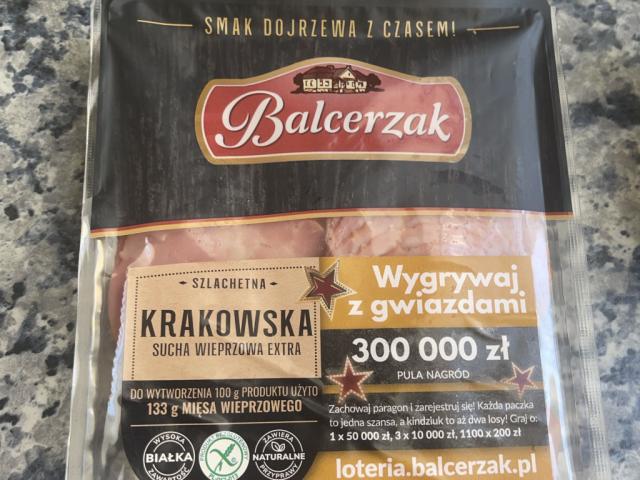 SMAK DOJRZEWA Z CZASEM!
Balcerzak
SZLACHETNA
KRAKOWSKA
SUCHA WIEPRZOWA EXTRA
DO WYTWORZENIA 100 g PRODUKTU UŻYTO
133 g MIĘSA WIEPRZOWEGO
WYSOKA
ZAWARTOŚĆ
BIAŁKA
PRODUKT BEZGLUTENOWY
ZAWIERA
NATURALNE
PRZYPRAWY
Wygrywaj
z gwiazdami
300 000 zł
PULA NAGRÓD
Zachowaj paragon i zarejestruj się! Każda paczka
to jedna szansa, a kindziuk to aż dwa losy! Graj o:
1 x 50 000 zł, 3 x 10 000 zł, 1100 x 200 zł
loteria.balcerzak.pl